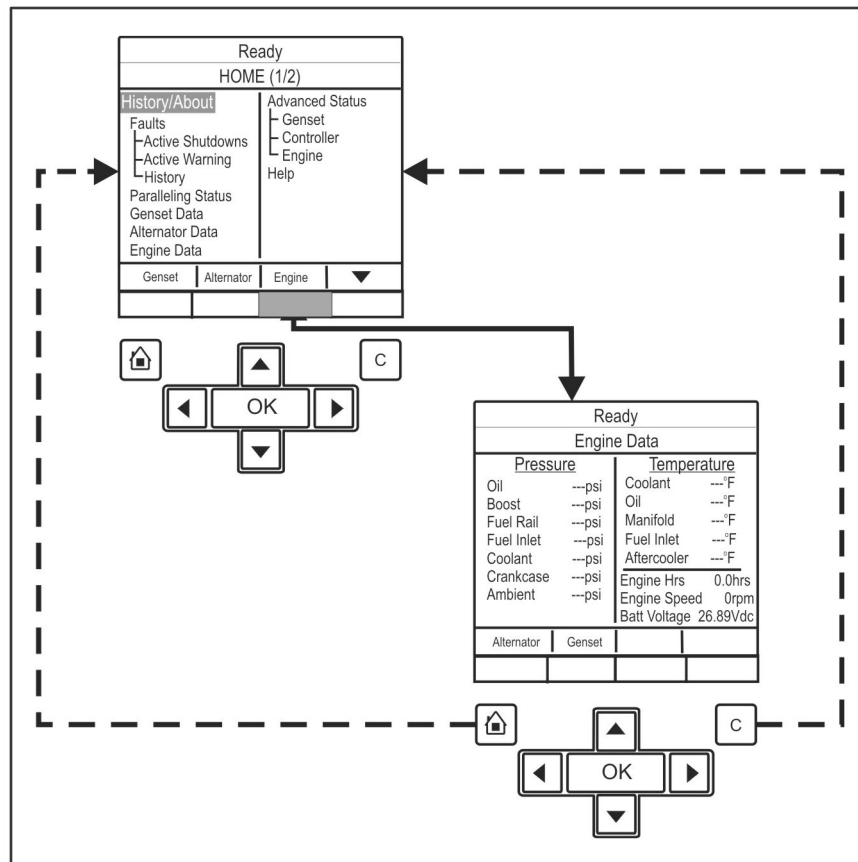 Ready
HOME (1/2)
History/About
Faults
Active Shutdowns
Active Warning
History
Paralleling Status
Genset Data
Alternator Data
Engine Data
Advanced Status
Genset
Controller
Engine
Help
Genset Alternator Engine
C
OK
Ready
Engine Data
Pressure
Oil ---psi
Boost ---psi
Fuel Rail ---psi
Fuel Inlet ---psi
Coolant ---psi
Crankcase ---psi
Ambient ---psi
Temperature
Coolant ---°F
Oil ---°F
Manifold ---°F
Fuel Inlet ---°F
Aftercooler ---°F
Engine Hrs 0.0hrs
Engine Speed 0rpm
Batt Voltage 26.89Vdc
Alternator Genset
C
OK